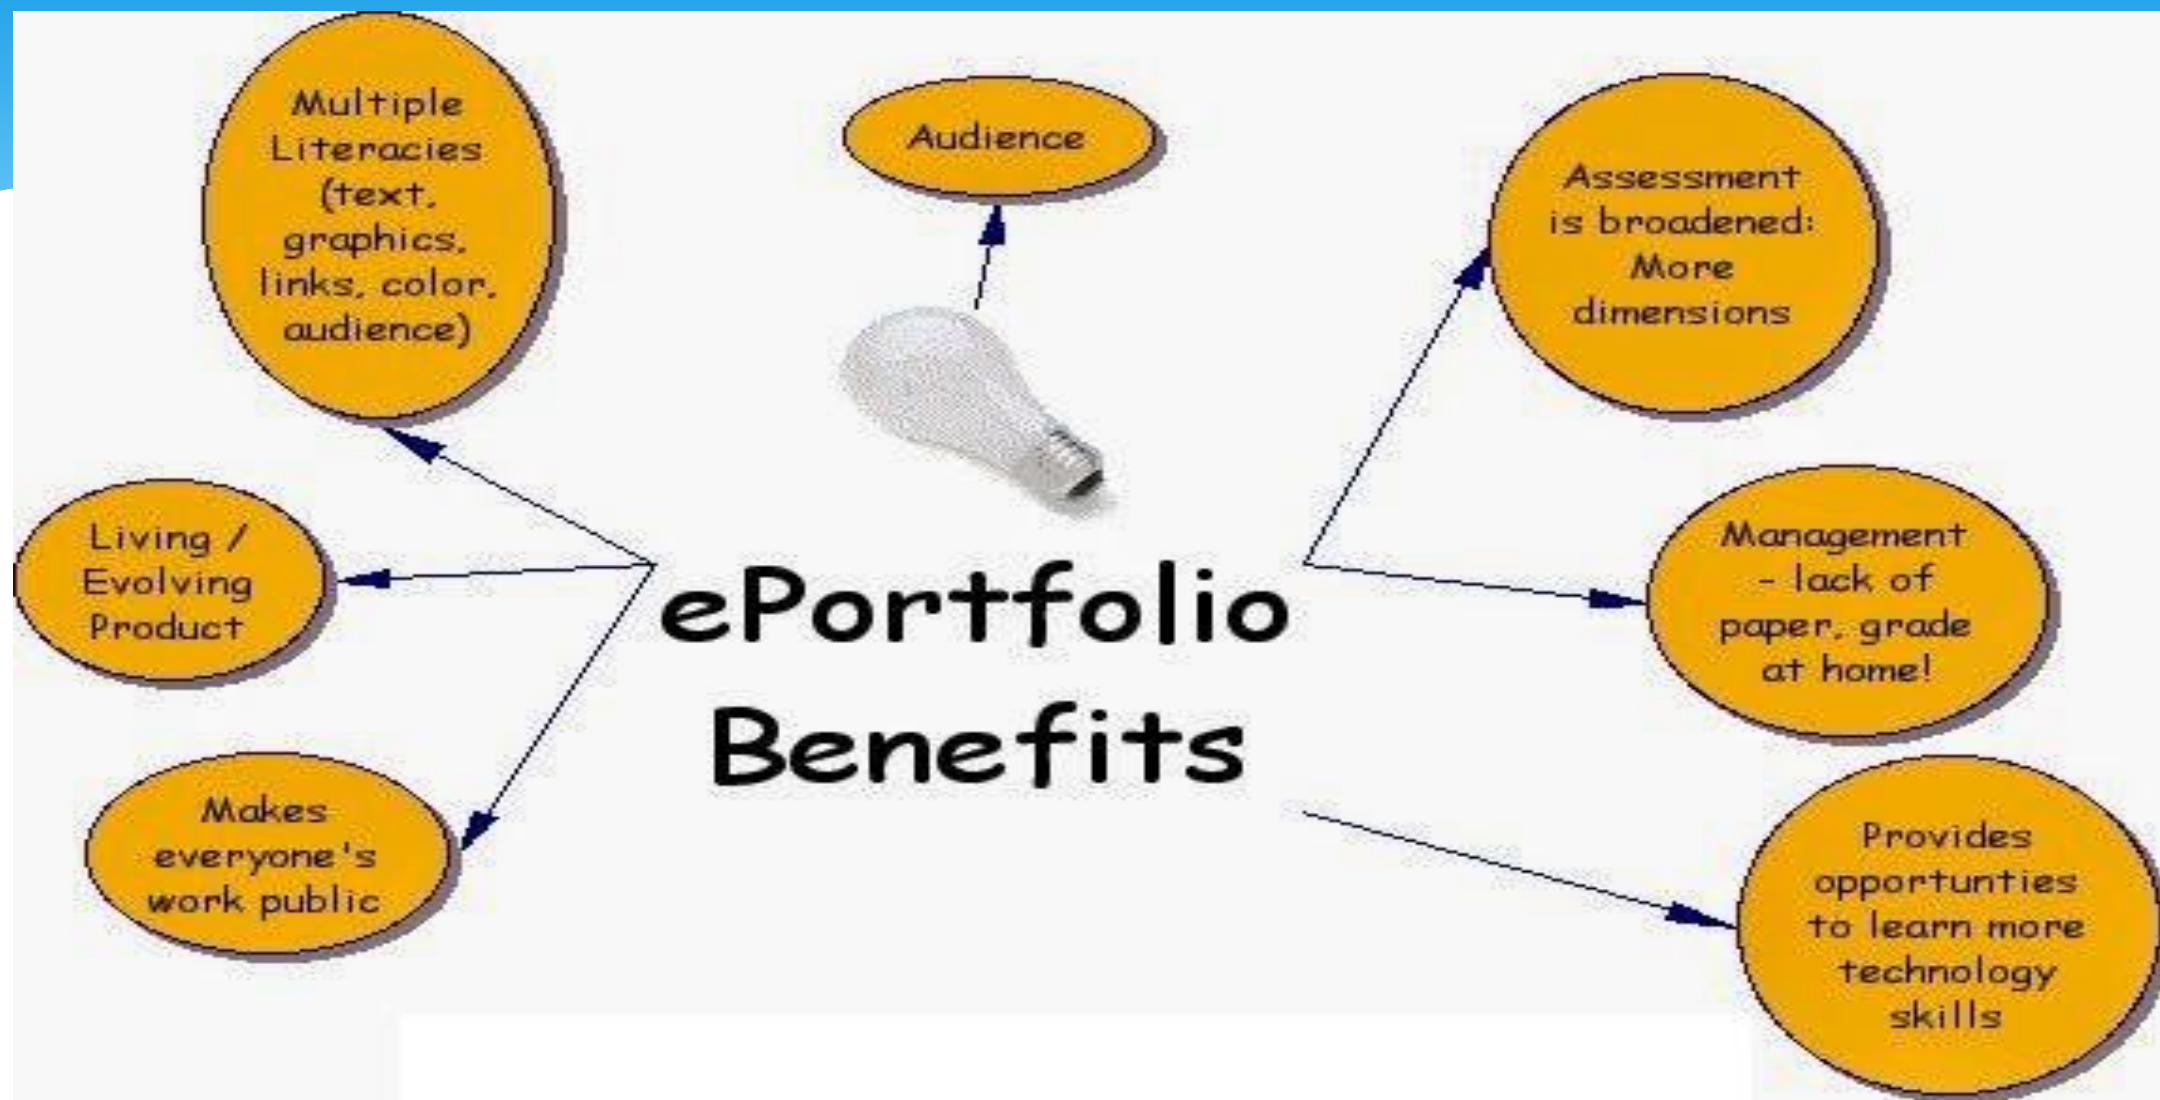 Multiple
Literacies
(text,
graphics,
links, color,
audience)
Audience
Assessment
is broadened:
More
dimensions
Living /
Evolving
Product
ePortfolio
Benefits
Management
- lack of
paper, grade
at home!
Makes
everyone's
work public
Provides
opportunties
to learn more
technology
skills